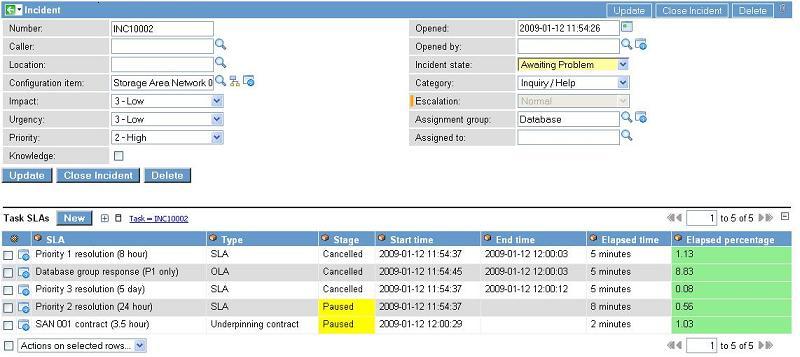 Incident
Update Close Incident Delete
Number: INC10002 Opened: 2009-01-12 11:54:26
Caller: Opened by:
Location: Incident state: Awaiting Problem
Configuration item: Storage Area Network 0 Category: Inquiry / Help
Impact: 3 - Low Escalation: Normal
Urgency: 3 - Low Assignment group: Database
Priority: 2 - High Assigned to:
Knowledge:
Update Close Incident Delete
Task SLAs New Task = INC10002 1 to 5 of 5
SLA Type Stage Start time End time Elapsed time Elapsed percentage
Priority 1 resolution (8 hour) SLA Cancelled 2009-01-12 11:54:37 2009-01-12 12:00:03 5 minutes 1.13
Database group response (P1 only) OLA Cancelled 2009-01-12 11:54:45 2009-01-12 12:00:03 5 minutes 8.83
Priority 3 resolution (5 day) SLA Cancelled 2009-01-12 11:54:37 2009-01-12 12:00:12 5 minutes 0.08
Priority 2 resolution (24 hour) SLA Paused 2009-01-12 11:54:37 8 minutes 0.56
SAN 001 contract (3.5 hour) Underpinning contract Paused 2009-01-12 12:00:29 2 minutes 1.03
Actions on selected rows... 1 to 5 of 5